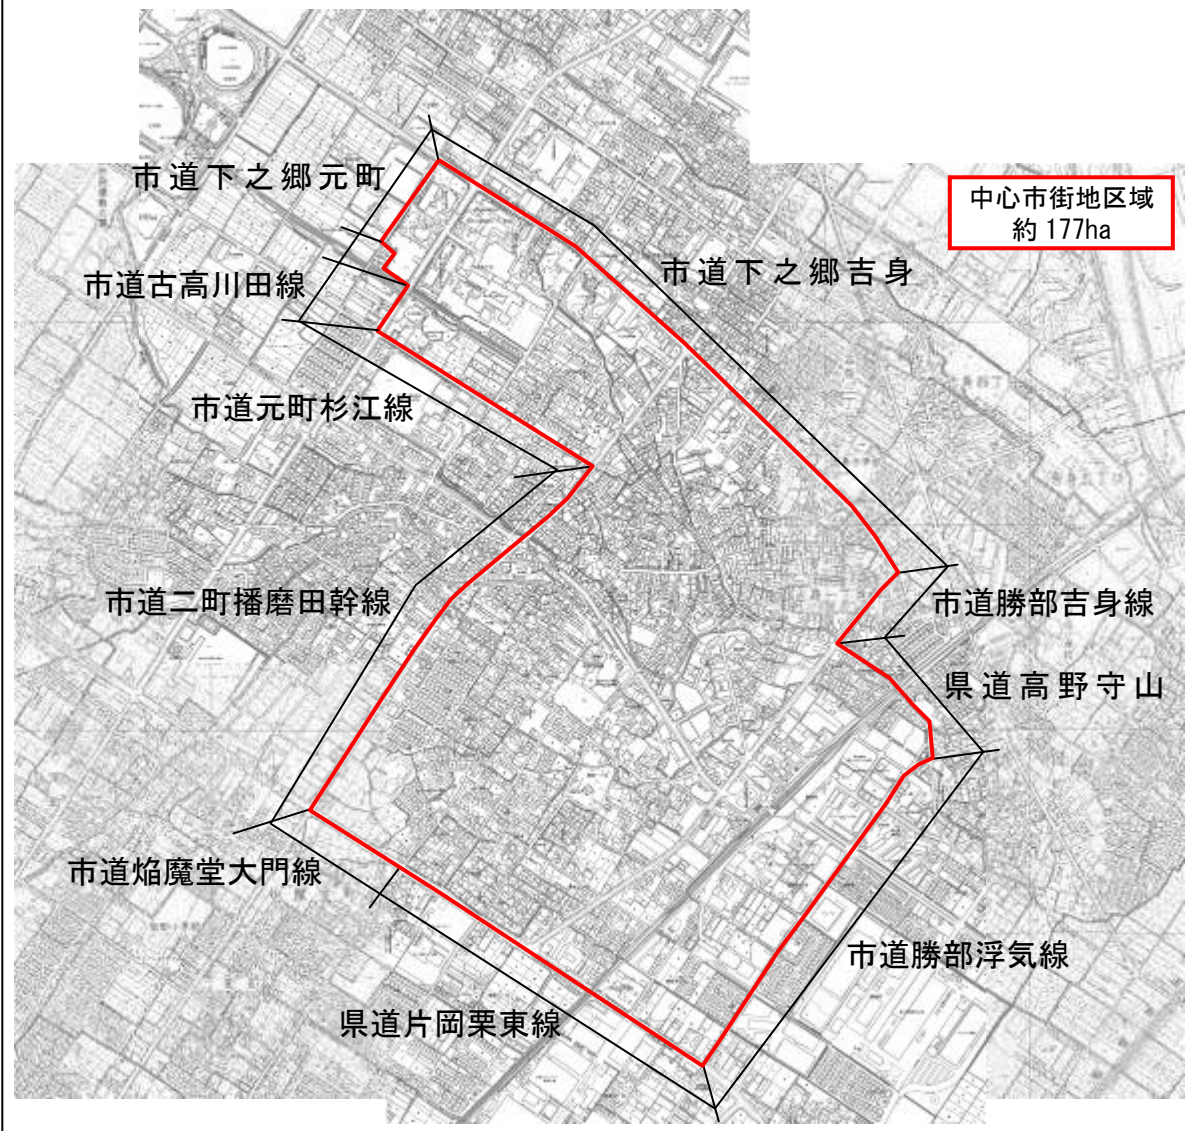 市道下之郷元町
中心市街地区域
約 177ha
市道下之郷吉身
市道古高川田線
市道元町杉江線
市道二町播磨田幹線
市道勝部吉身線
県道高野守山
市道焔魔堂大門線
市道勝部浮気線
県道片岡栗東線